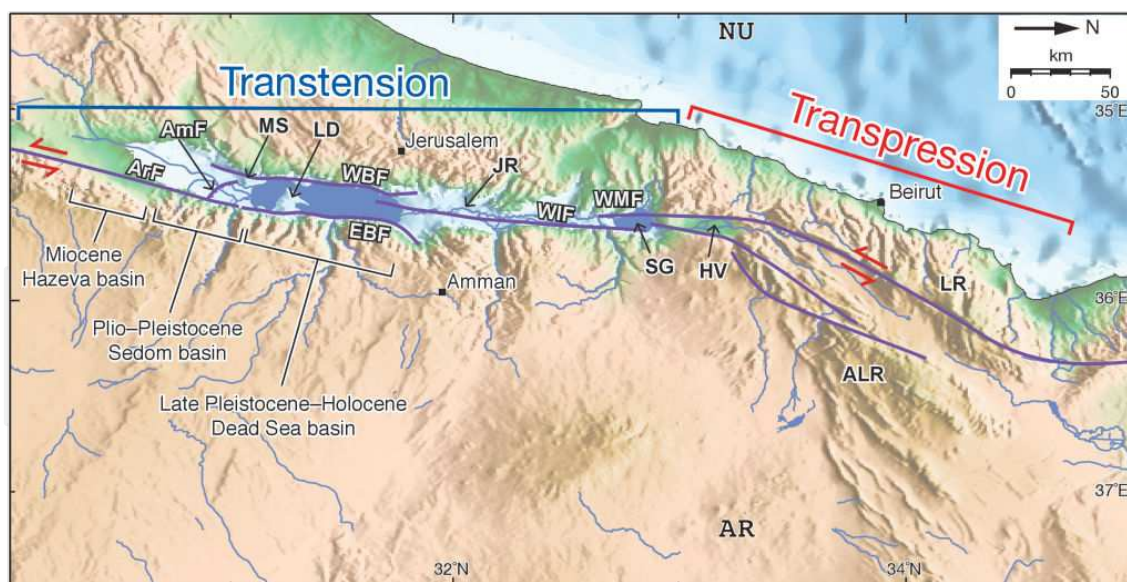 NU
N
km
0
50
Transtension
35°E
Transpression
AmF
MS
LD
Jerusalem
WBF
JR
ArF
WMF
Beirut
WIF
EBF
Miocene
Hazeva basin
SG
HV
LR
Amman
36°E
Plio–Pleistocene
Sedom basin
ALR
Late Pleistocene–Holocene
Dead Sea basin
37°E
AR
32°N
34°N